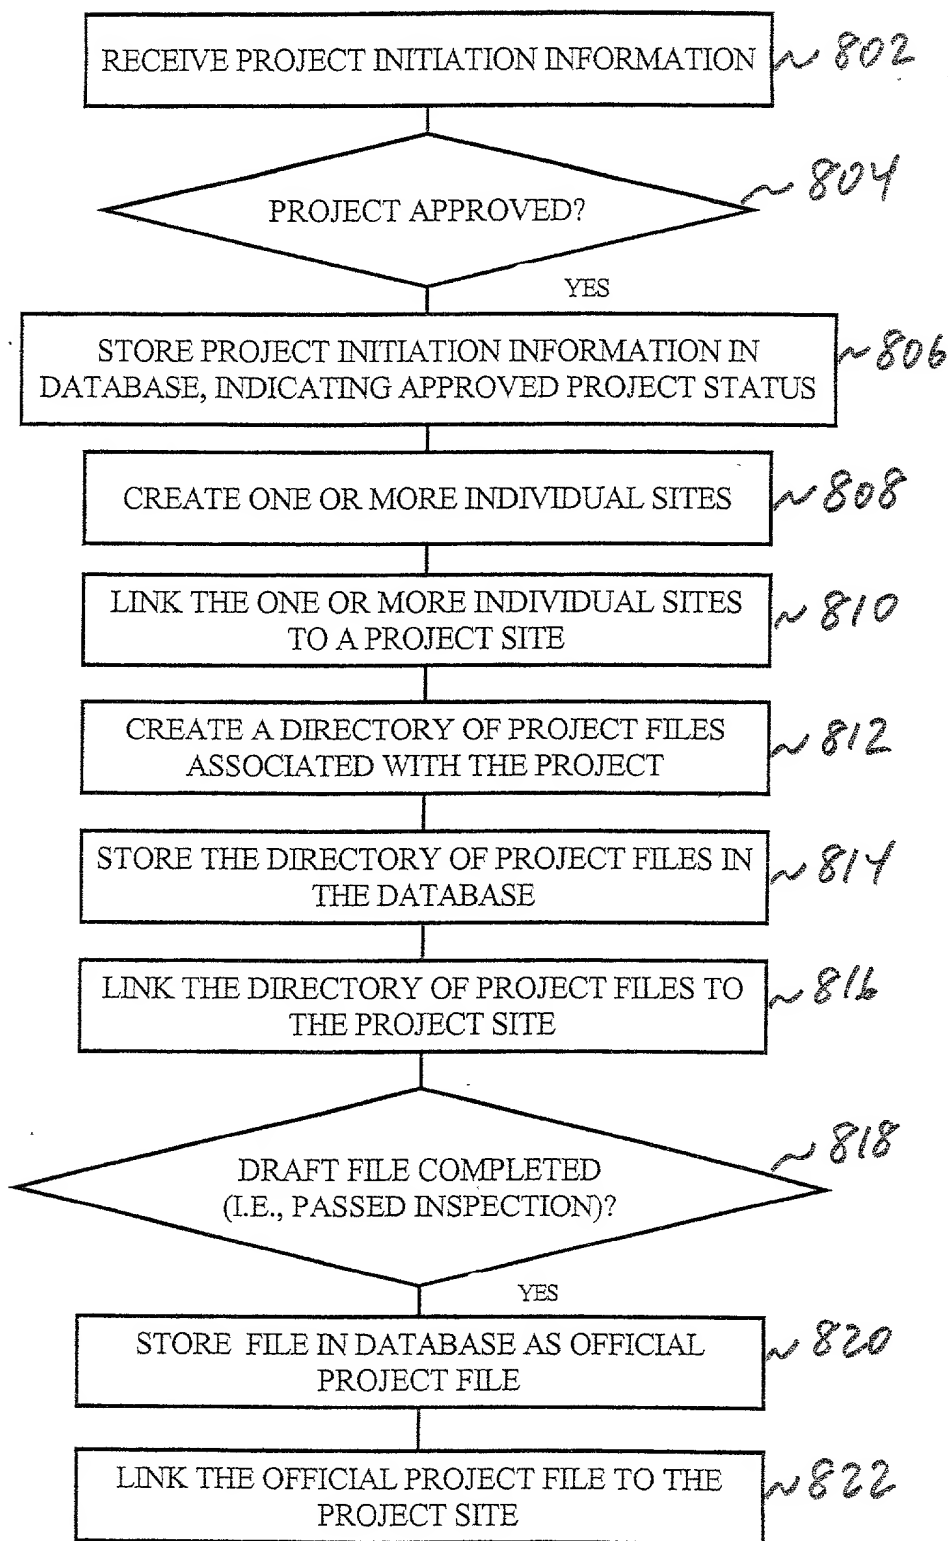 RECEIVE PROJECT INITIATION INFORMATION ~ 802
PROJECT APPROVED? ~ 804
YES
STORE PROJECT INITIATION INFORMATION IN
DATABASE, INDICATING APPROVED PROJECT STATUS ~ 806
CREATE ONE OR MORE INDIVIDUAL SITES ~ 808
LINK THE ONE OR MORE INDIVIDUAL SITES
TO A PROJECT SITE ~ 810
CREATE A DIRECTORY OF PROJECT FILES
ASSOCIATED WITH THE PROJECT ~ 812
STORE THE DIRECTORY OF PROJECT FILES IN
THE DATABASE ~ 814
LINK THE DIRECTORY OF PROJECT FILES TO
THE PROJECT SITE ~ 816
DRAFT FILE COMPLETED
(I.E., PASSED INSPECTION)? ~ 818
YES
STORE FILE IN DATABASE AS OFFICIAL
PROJECT FILE ~ 820
LINK THE OFFICIAL PROJECT FILE TO THE
PROJECT SITE ~ 822